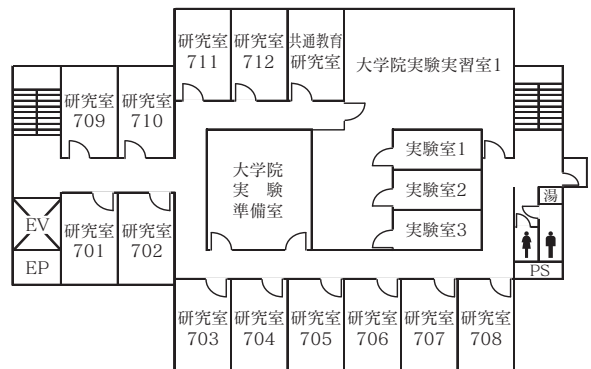 研究室
711
研究室
712
共通教育
研究室
大学院実験実習室1
研究室
709
研究室
710
大学院
実　験
準備室
実験室1
実験室2
実験室3
湯
EV
EP
研究室
701
研究室
702
PS
研究室
703
研究室
704
研究室
705
研究室
706
研究室
707
研究室
708